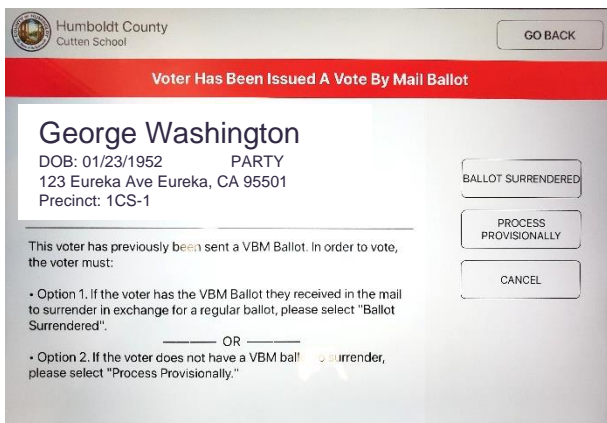 Humboldt County
Cutten School
GO BACK
Voter Has Been Issued A Vote By Mail Ballot
George Washington
DOB: 01/23/1952 PARTY
123 Eureka Ave Eureka, CA 95501
Precinct: 1CS-1
BALLOT SURRENDERED
PROCESS
PROVISIONALLY
CANCEL
This voter has previously been sent a VBM Ballot. In order to vote,
the voter must:
• Option 1. If the voter has the VBM Ballot they received in the mail
to surrender in exchange for a regular ballot, please select "Ballot
Surrendered".
OR
• Option 2. If the voter does not have a VBM surrender,
please select "Process Provisionally."